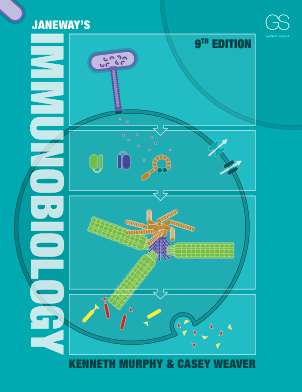 JANEWAY'S
GS
9TH EDITION
IMMUNOBIOLOGY
KENNETH MURPHY & CASEY WEAVER